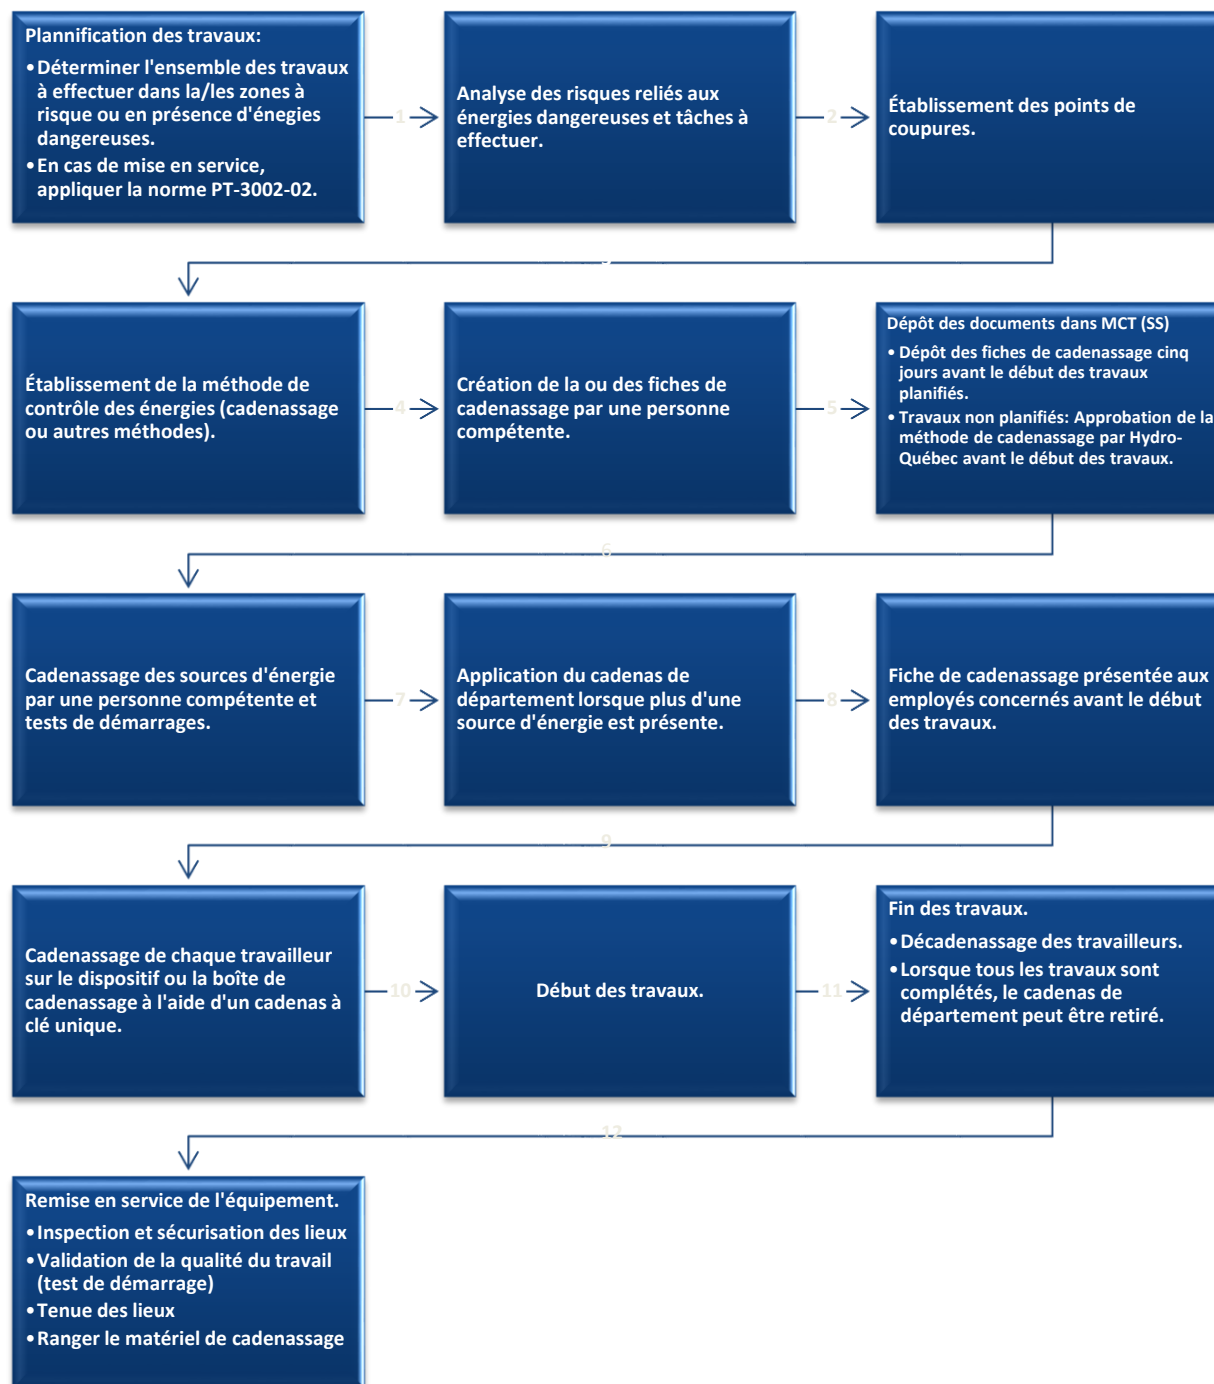 Plannification des travaux:
•Déterminer l'ensemble des travaux
à effectuer dans la/les zones à
risque ou en présence d'énegies
dangereuses.
•En cas de mise en service,
appliquer la norme PT-3002-02.
1
Analyse des risques reliés aux
énergies dangereuses et tâches à
effectuer.
2
Établissement des points de
coupures.
3
Établissement de la méthode de
contrôle des énergies (cadenassage
ou autres méthodes).
4
Création de la ou des fiches de
cadenassage par une personne
compétente.
5
Dépôt des documents dans MCT (SS)
• Dépôt des fiches de cadenassage cinq
jours avant le début des travaux
planifiés.
• Travaux non planifiés: Approbation de la
méthode de cadenassage par Hydro-
Québec avant le début des travaux.
6
Cadenassage des sources d'énergie
par une personne compétente et
tests de démarrages.
7
Application du cadenas de
département lorsque plus d'une
source d'énergie est présente.
8
Fiche de cadenassage présentée aux
employés concernés avant le début
des travaux.
9
Cadenassage de chaque travailleur
sur le dispositif ou la boîte de
cadenassage à l'aide d'un cadenas à
clé unique.
10
Début des travaux.
11
Fin des travaux.
•Décadenassage des travailleurs.
•Lorsque tous les travaux sont
complétés, le cadenas de
département peut être retiré.
12
Remise en service de l'équipement.
•Inspection et sécurisation des lieux
•Validation de la qualité du travail
(test de démarrage)
•Tenue des lieux
•Ranger le matériel de cadenassage